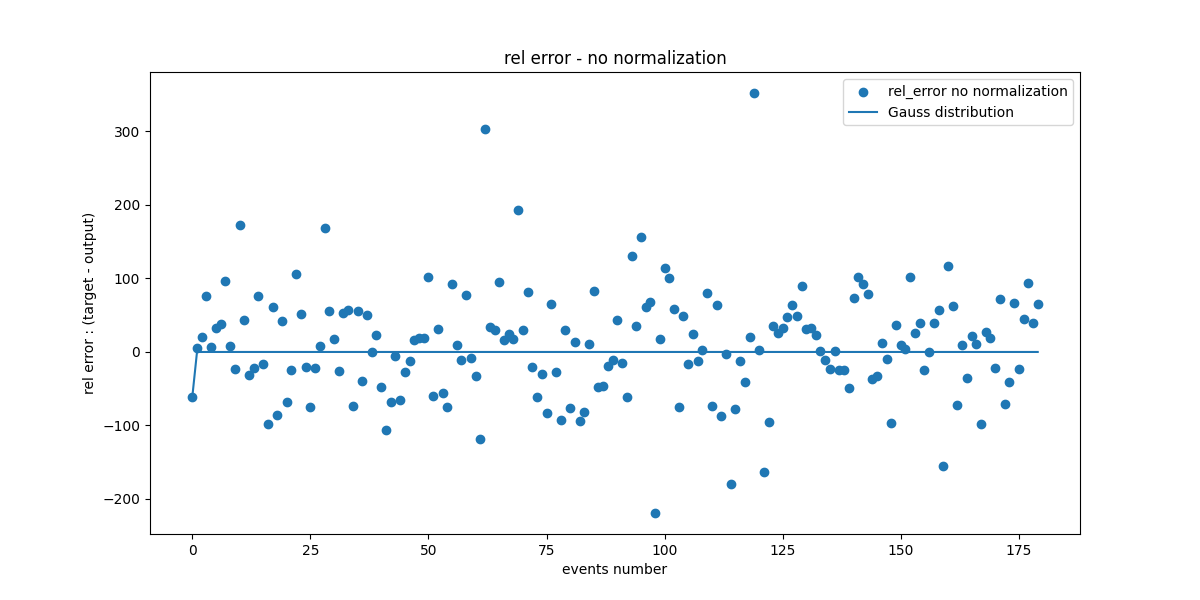 rel error - no normalization
rel_error no normalization
Gauss distribution
rel error : (target - output)
300
200
100
0
−100
−200
0 25 50 75 100 125 150 175
events number